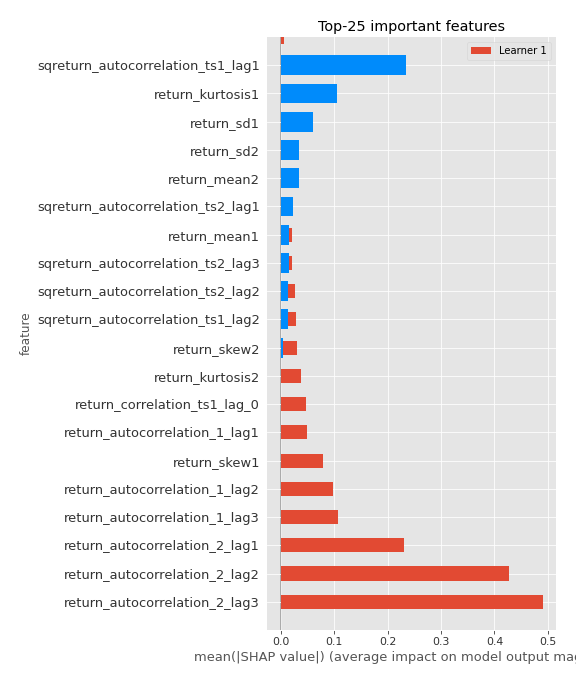 Top-25 important features
Learner 1
sqreturn_autocorrelation_ts1_lag1
return_kurtosis1
return_sd1
return_sd2
return_mean2
sqreturn_autocorrelation_ts2_lag1
return_mean1
sqreturn_autocorrelation_ts2_lag3
sqreturn_autocorrelation_ts2_lag2
sqreturn_autocorrelation_ts1_lag2
return_skew2
return_kurtosis2
return_correlation_ts1_lag_0
return_autocorrelation_1_lag1
return_skew1
return_autocorrelation_1_lag2
return_autocorrelation_1_lag3
return_autocorrelation_2_lag1
return_autocorrelation_2_lag2
return_autocorrelation_2_lag3
feature
0.0 0.1 0.2 0.3 0.4 0.5
mean(|SHAP value|) (average impact on model output mag